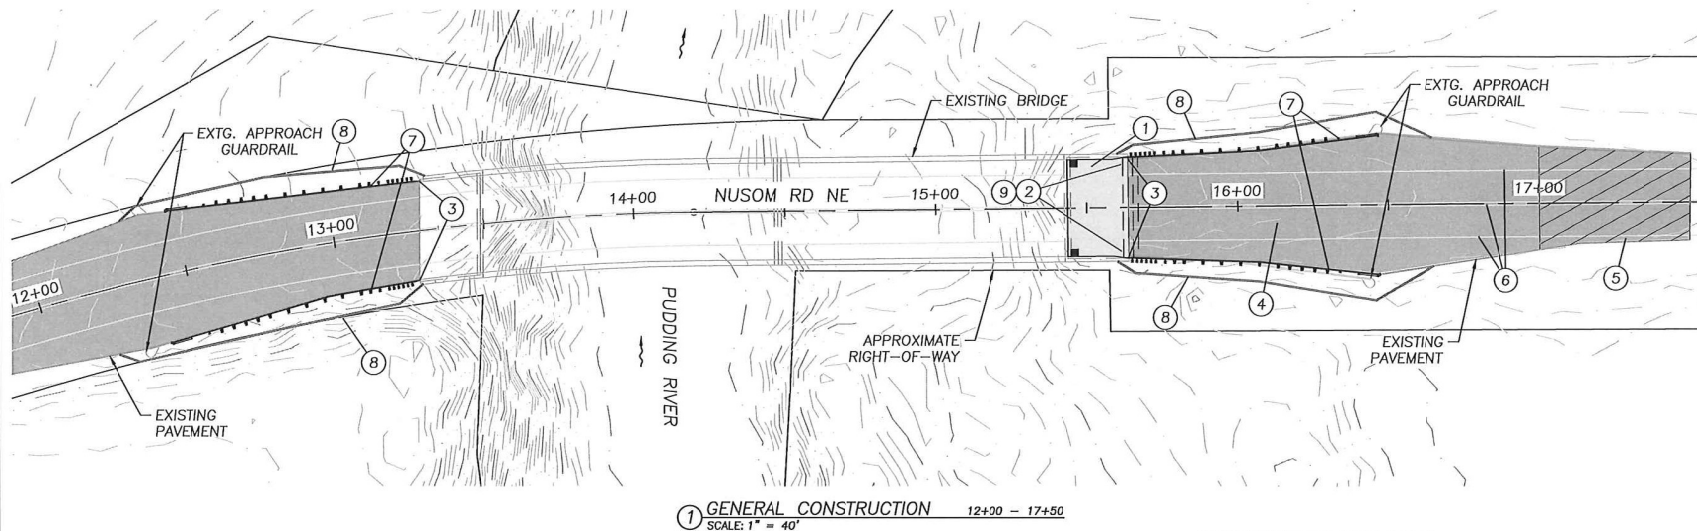 EXISTING BRIDGE
EXTG. APPROACH
GUARDRAIL
8
7
1
8
7
EXTG. APPROACH
GUARDRAIL
3
14+00
NUSOM RD NE
15+00
9
2
3
16+00
17+00
13+00
12+00
PUDDING RIVER
8
APPROXIMATE
RIGHT-OF-WAY
8
4
6
5
EXISTING
PAVEMENT
EXISTING
PAVEMENT
1
GENERAL CONSTRUCTION 12+00 - 17+50
SCALE: 1" = 40'